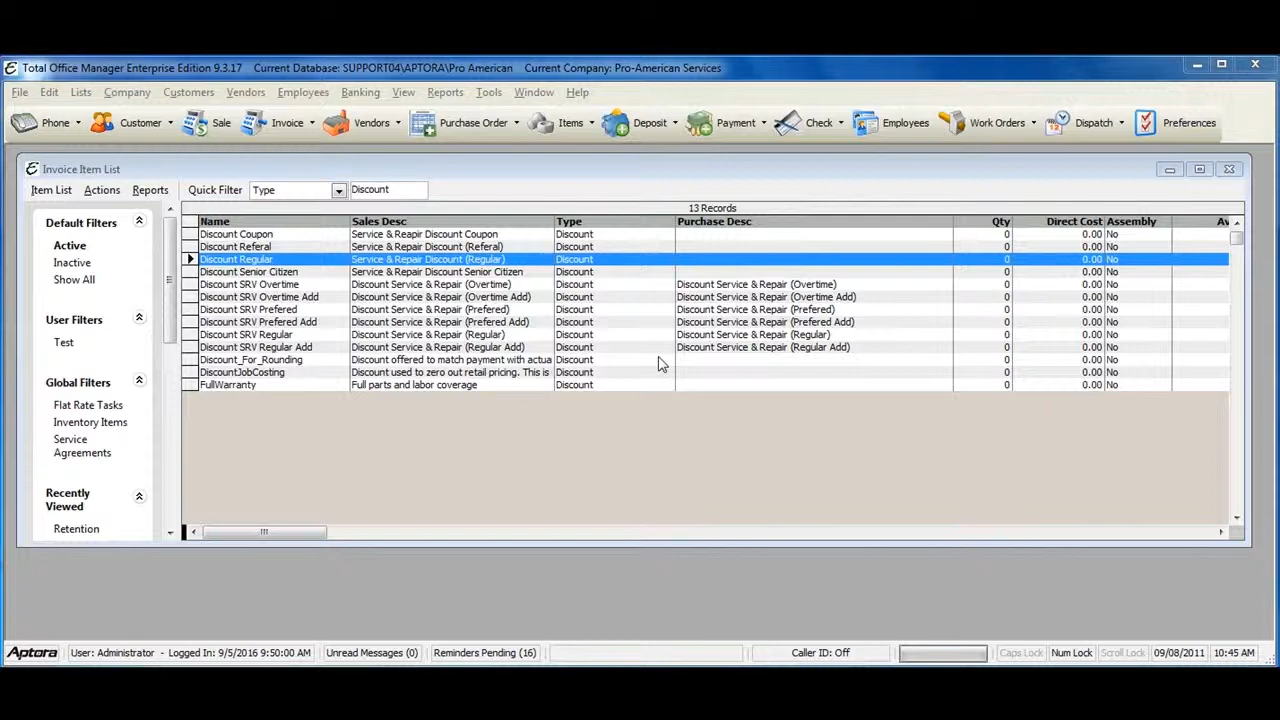 Total Office Manager Enterprise Edition 9.3.17 Current Database: SUPPORT04\APTORA\Pro American Current Company: Pro-American Services
File Edit Lists Company Customers Vendors Employees Banking View Reports Tools Window Help
Phone Customer Sale Invoice Vendors Purchase Order Items Deposit Payment Check Employees Work Orders Dispatch Preferences
Invoice Item List
Item List Actions Reports Quick Filter Type Discount
13 Records
Default Filters
Active
Inactive
Show All
User Filters
Test
Global Filters
Flat Rate Tasks
Inventory Items
Service
Agreements
Recently
Viewed
Retention
Name Sales Desc Type Purchase Desc Qty Direct Cost Assembly Av
Discount Coupon Service & Reapir Discount Coupon Discount 0 0.00 No
Discount Referal Service & Repair Discount (Referal) Discount 0 0.00 No
Discount Regular Service & Repair Discount (Regular) Discount 0 0.00 No
Discount Senior Citizen Service & Repair Discount Senior Citizen Discount 0 0.00 No
Discount SRV Overtime Discount Service & Repair (Overtime) Discount Discount Service & Repair (Overtime) 0 0.00 No
Discount SRV Overtime Add Discount Service & Repair (Overtime Add) Discount Discount Service & Repair (Overtime Add) 0 0.00 No
Discount SRV Prefered Discount Service & Repair (Prefered) Discount Discount Service & Repair (Prefered) 0 0.00 No
Discount SRV Prefered Add Discount Service & Repair (Prefered Add) Discount Discount Service & Repair (Prefered Add) 0 0.00 No
Discount SRV Regular Discount Service & Repair (Regular) Discount Discount Service & Repair (Regular) 0 0.00 No
Discount SRV Regular Add Discount Service & Repair (Regular Add) Discount Discount Service & Repair (Regular Add) 0 0.00 No
Discount_For_Rounding Discount offered to match payment with actua Discount 0 0.00 No
DiscountJobCosting Discount used to zero out retail pricing. This is Discount 0 0.00 No
FullWarranty Full parts and labor coverage Discount 0 0.00 No
Aptora User: Administrator - Logged In: 9/5/2016 9:50:00 AM Unread Messages (0) Reminders Pending (16) Caller ID: Off Caps Lock Num Lock Scroll Lock 09/08/2011 10:45 AM